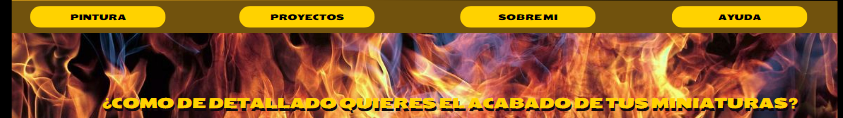 PINTURA
PROYECTOS
SOBRE MI
AYUDA
¿COMO DE DETALLADO QUIERES EL ACABADO DE TUS MINIATURAS?